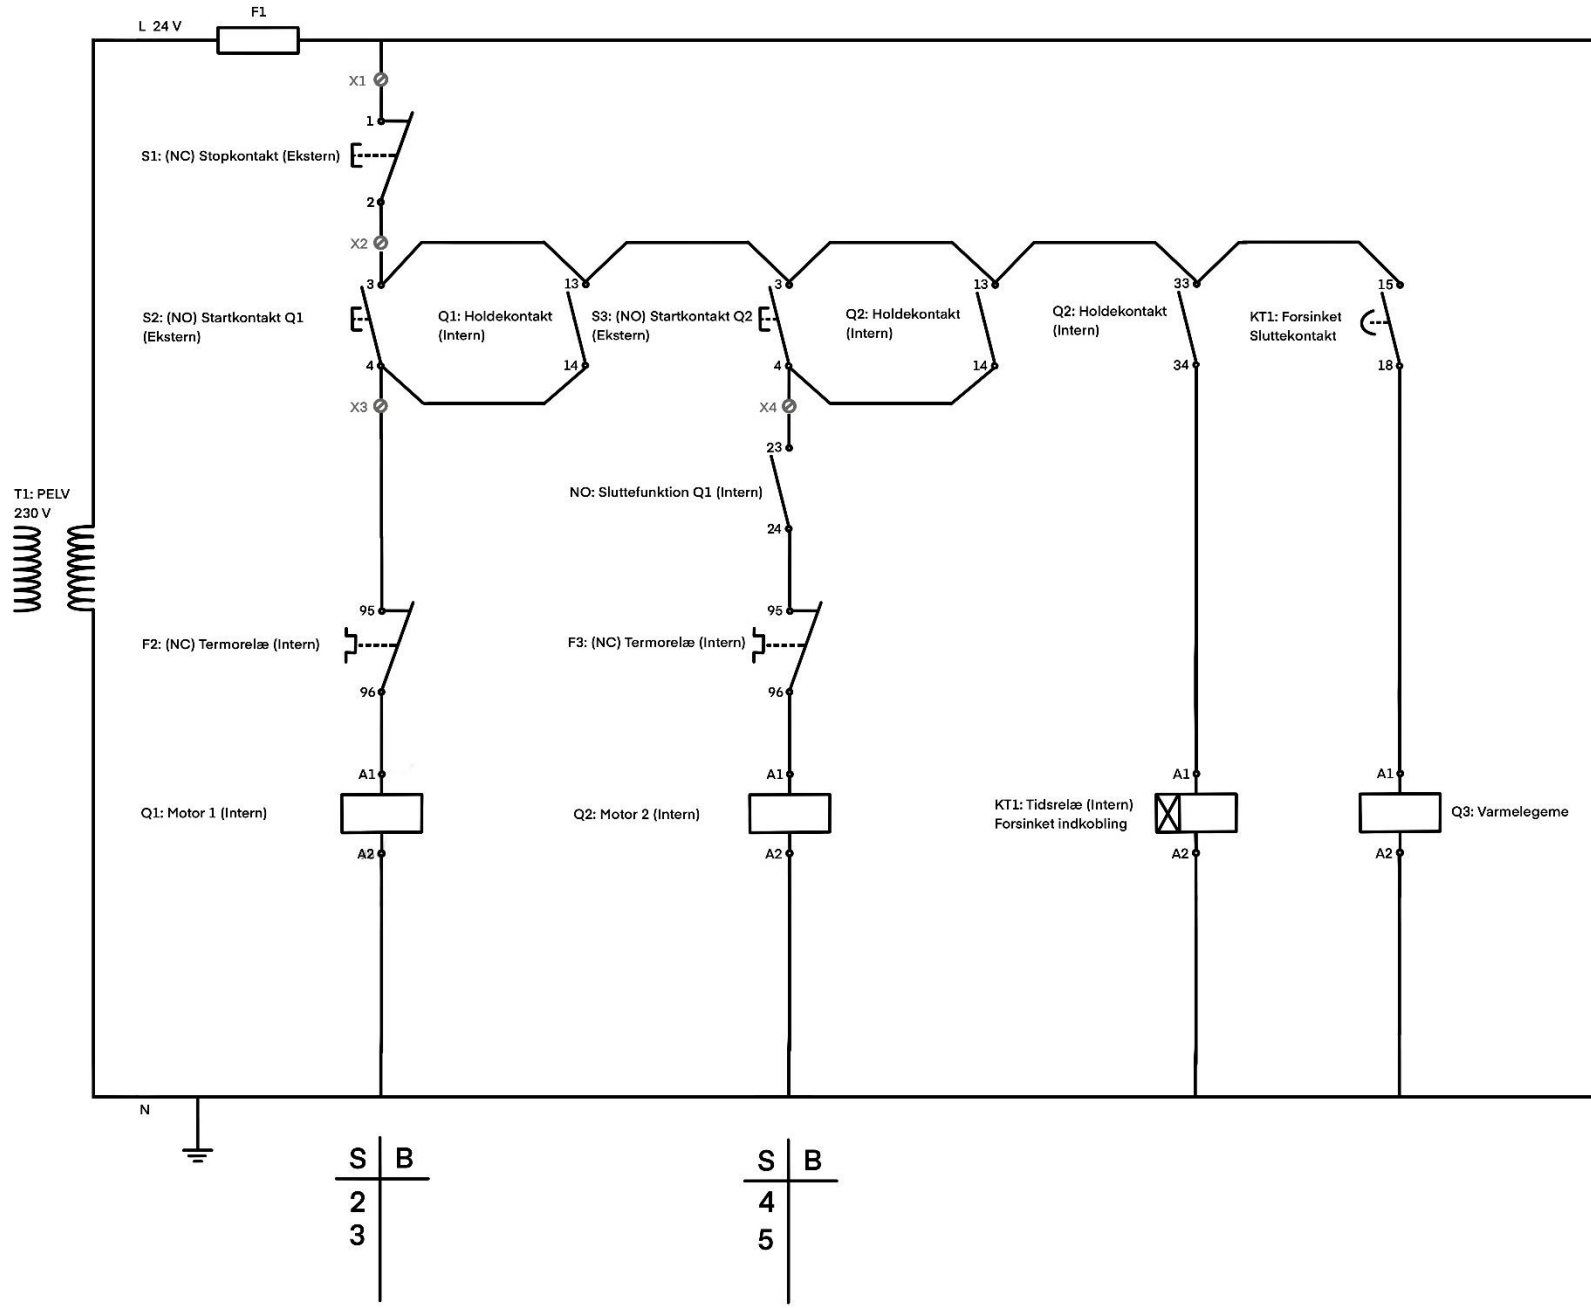 F1
L 24 V
X1
1
S1: (NC) Stopkontakt (Ekstern)
2
X2
3
13
3
13
33
15
S2: (NO) Startkontakt Q1
(Ekstern)
Q1: Holdekontakt
(Intern)
S3: (NO) Startkontakt Q2
(Ekstern)
Q2: Holdekontakt
(Intern)
Q2: Holdekontakt
(Intern)
KT1: Forsinket
Sluttekontakt
4
14
4
14
34
18
X3
X4
23
NO: Sluttefunktion Q1 (Intern)
24
T1: PELV
230 V
95
95
F2: (NC) Termorelæ (Intern)
F3: (NC) Termorelæ (Intern)
96
96
A1
A1
A1
A1
Q1: Motor 1 (Intern)
Q2: Motor 2 (Intern)
KT1: Tidsrelæ (Intern)
Forsinket indkobling
Q3: Varmelegeme
A2
A2
A2
A2
N
S B
2
3
S B
4
5